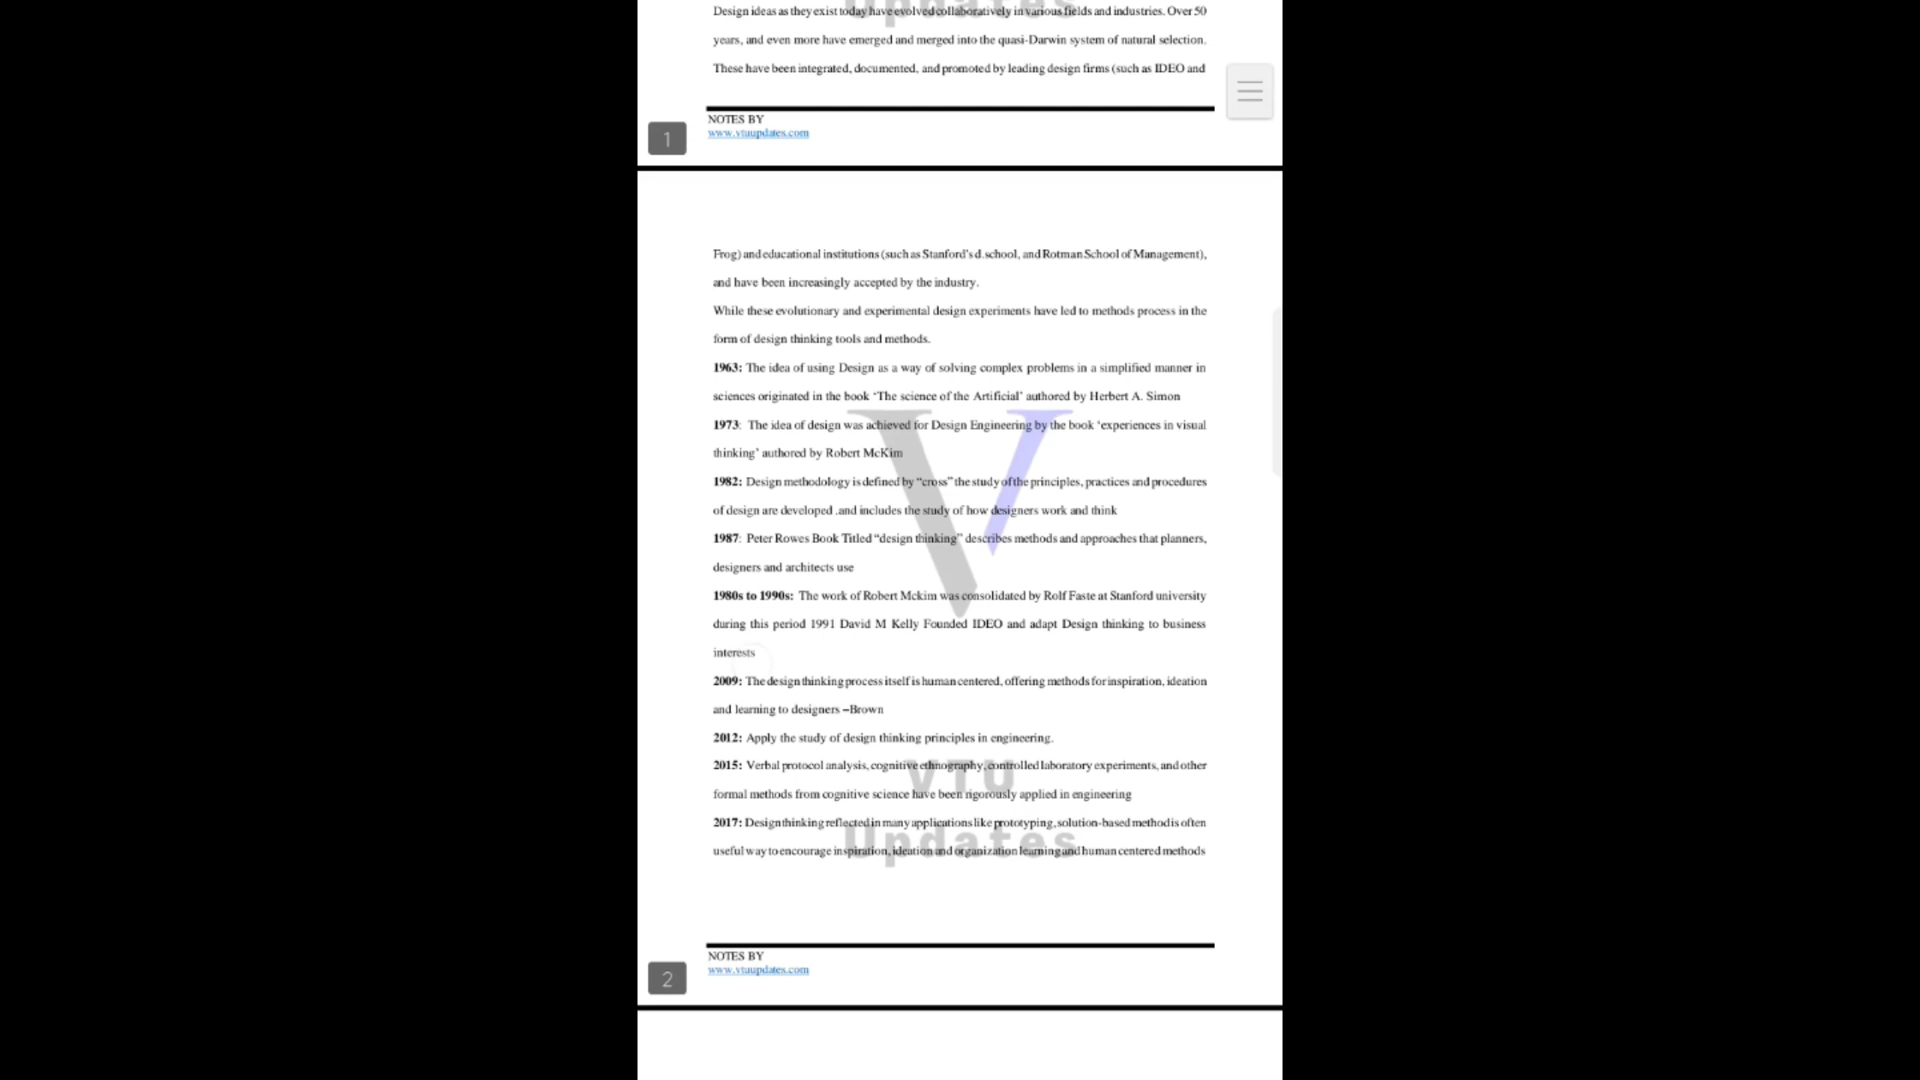 Design ideas as they exist today have evolved collaboratively in various fields and industries. Over 50
years, and even more have emerged and merged into the quasi-Darwin system of natural selection.
These have been integrated, documented, and promoted by leading design firms (such as IDEO and
NOTES BY
www.vtuupdates.com
1
Frog) and educational institutions (such as Stanford's d.school, and Rotman School of Management),
and have been increasingly accepted by the industry.
While these evolutionary and experimental design experiments have led to methods process in the
form of design thinking tools and methods.
1963: The idea of using Design as a way of solving complex problems in a simplified manner in
sciences originated in the book ‘The science of the Artificial’ authored by Herbert A. Simon
1973: The idea of design was achieved for Design Engineering by the book ‘experiences in visual
thinking’ authored by Robert McKim
1982: Design methodology is defined by “cross” the study of the principles, practices and procedures
of design are developed .and includes the study of how designers work and think
1987: Peter Rowes Book Titled “design thinking” describes methods and approaches that planners,
designers and architects use
1980s to 1990s: The work of Robert Mckim was consolidated by Rolf Faste at Stanford university
during this period 1991 David M Kelly Founded IDEO and adapt Design thinking to business
interests
2009: The design thinking process itself is human centered, offering methods for inspiration, ideation
and learning to designers –Brown
2012: Apply the study of design thinking principles in engineering.
2015: Verbal protocol analysis, cognitive ethnography, controlled laboratory experiments, and other
formal methods from cognitive science have been rigorously applied in engineering
2017: Design thinking reflected in many applications like prototyping, solution-based method is often
useful way to encourage inspiration, ideation and organization learning and human centered methods
VTU
Updates
NOTES BY
www.vtuupdates.com
2